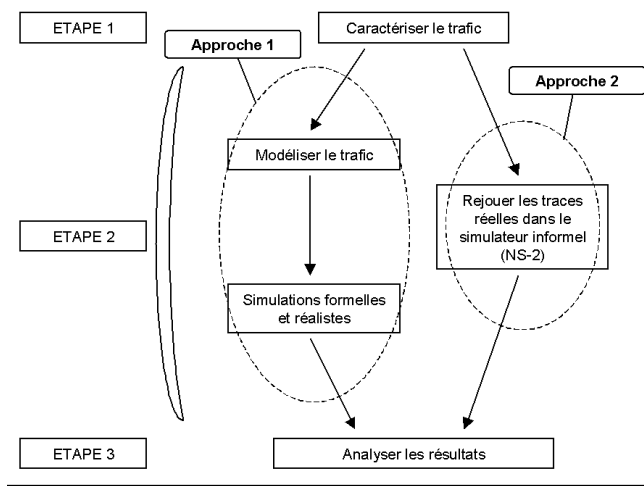 ETAPE 1
Caractériser le trafic
Approche 1
Approche 2
Modéliser le trafic
Rejouer les traces
réelles dans le
simulateur informel
(NS-2)
ETAPE 2
Simulations formelles
et réalistes
ETAPE 3
Analyser les résultats